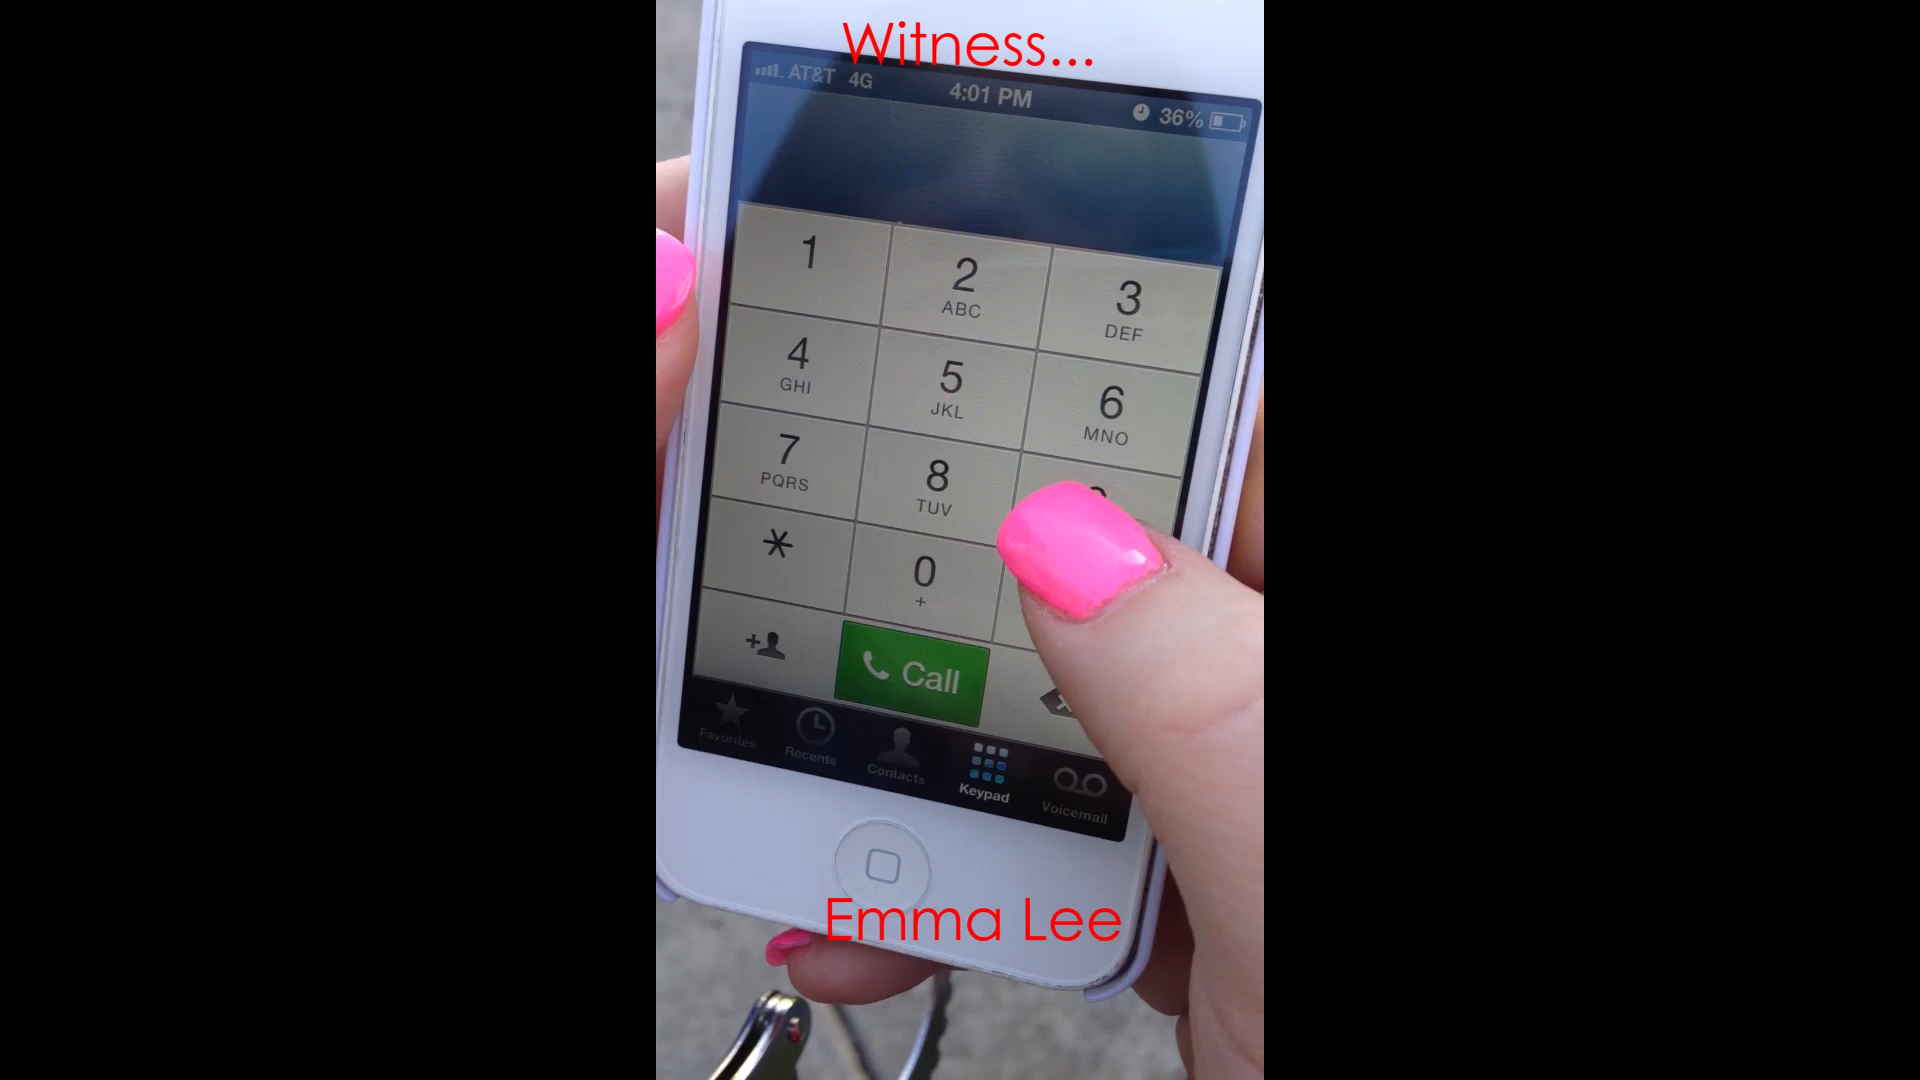 Witness...
AT&T 4G 4:01 PM 36%
1
2
ABC
3
DEF
4
GHI
5
JKL
6
MNO
7
PQRS
8
TUV
*
0
+
+
Call
Favorites
Recents
Contacts
Keypad
Voicemail
Emma Lee